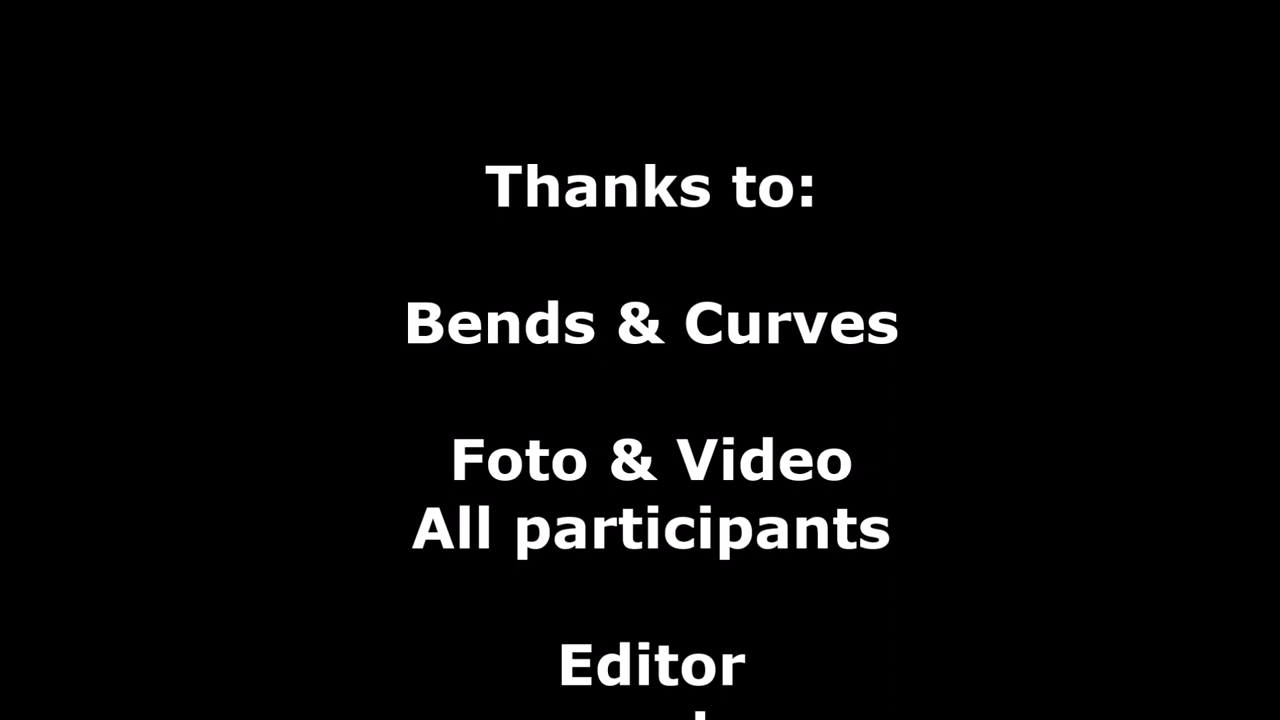 Thanks to:
Bends & Curves
Foto & Video
All participants
Editor